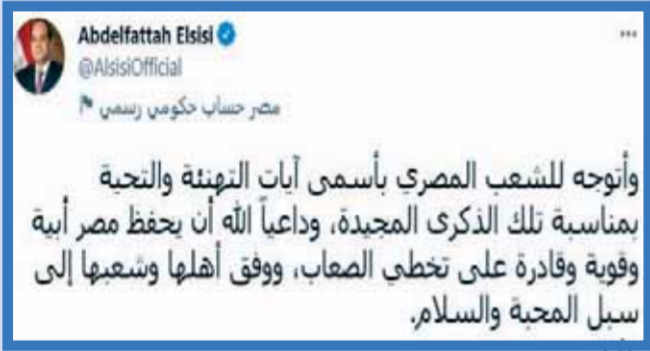 Abdelfattah Elsisi
@AlsisiOfficial
مصر حساب حكومي رسمي
وأتوجه للشعب المصري بأسمى آيات التهنئة والتحية
بمناسبة تلك الذكرى المجيدة، وداعياً الله أن يحفظ مصر أبية
وقوية وقادرة على تخطي الصعاب، ووفق أهلها وشعبها إلى
سبل المحبة والسلام.